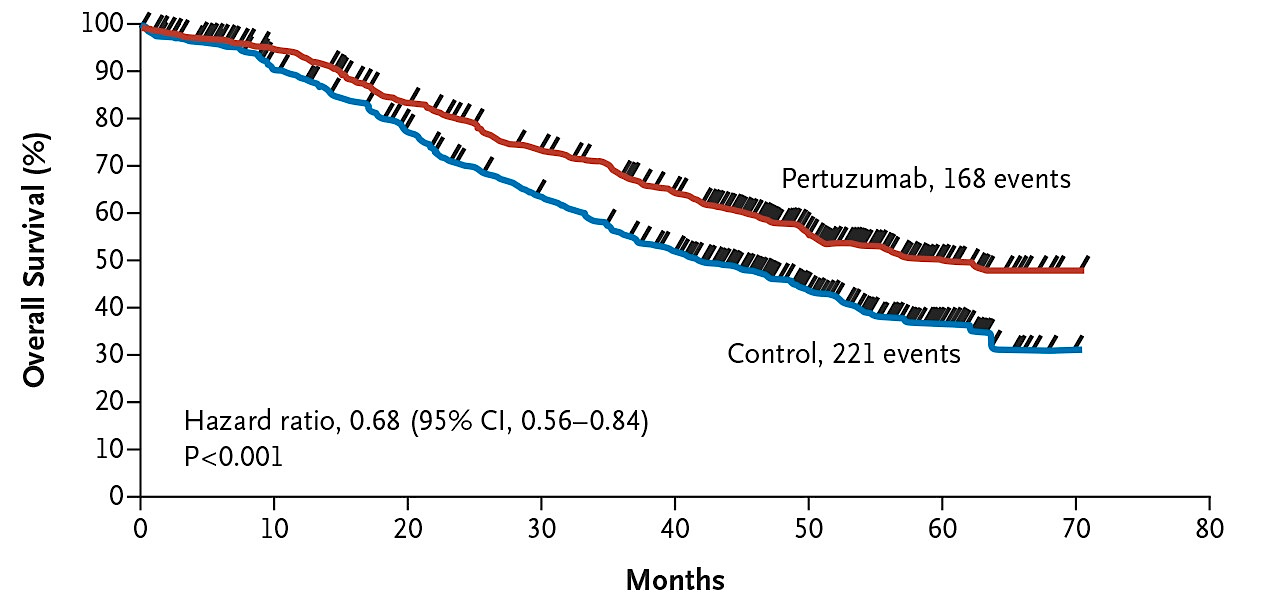 100
90
80
70
60
50
40
30
20
10
0
Overall Survival (%)
Pertuzumab, 168 events
Control, 221 events
Hazard ratio, 0.68 (95% CI, 0.56–0.84)
P<0.001
0 10 20 30 40 50 60 70 80
Months